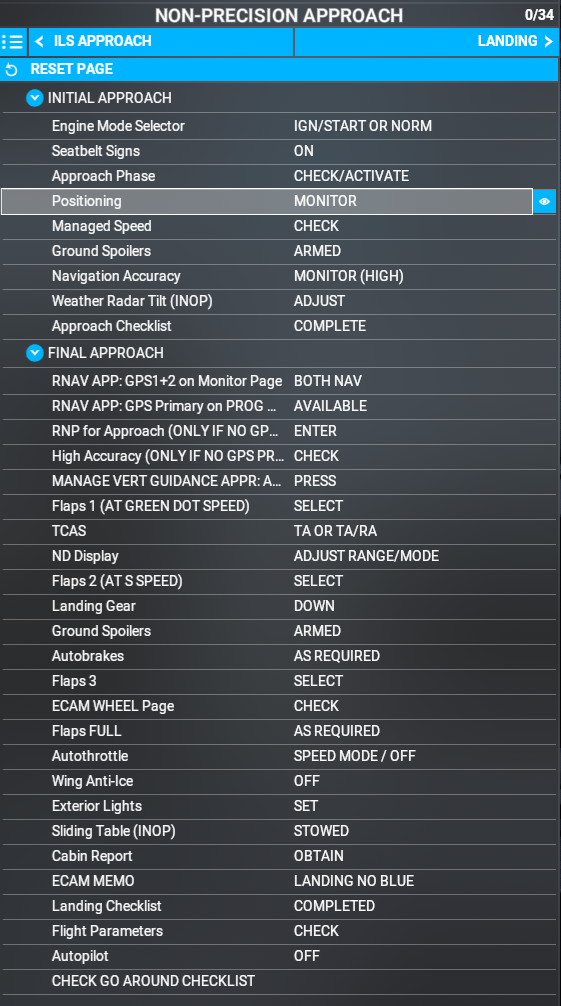 NON-PRECISION APPROACH 0/34
ILS APPROACH LANDING
RESET PAGE
INITIAL APPROACH
Engine Mode Selector IGN/START OR NORM
Seatbelt Signs ON
Approach Phase CHECK/ACTIVATE
Positioning MONITOR
Managed Speed CHECK
Ground Spoilers ARMED
Navigation Accuracy MONITOR (HIGH)
Weather Radar Tilt (INOP) ADJUST
Approach Checklist COMPLETE
FINAL APPROACH
RNAV APP: GPS1+2 on Monitor Page BOTH NAV
RNAV APP: GPS Primary on PROG ... AVAILABLE
RNP for Approach (ONLY IF NO GP... ENTER
High Accuracy (ONLY IF NO GPS PR... CHECK
MANAGE VERT GUIDANCE APPR: A... PRESS
Flaps 1 (AT GREEN DOT SPEED) SELECT
TCAS TA OR TA/RA
ND Display ADJUST RANGE/MODE
Flaps 2 (AT S SPEED) SELECT
Landing Gear DOWN
Ground Spoilers ARMED
Autobrakes AS REQUIRED
Flaps 3 SELECT
ECAM WHEEL Page CHECK
Flaps FULL AS REQUIRED
Autothrottle SPEED MODE / OFF
Wing Anti-Ice OFF
Exterior Lights SET
Sliding Table (INOP) STOWED
Cabin Report OBTAIN
ECAM MEMO LANDING NO BLUE
Landing Checklist COMPLETED
Flight Parameters CHECK
Autopilot OFF
CHECK GO AROUND CHECKLIST